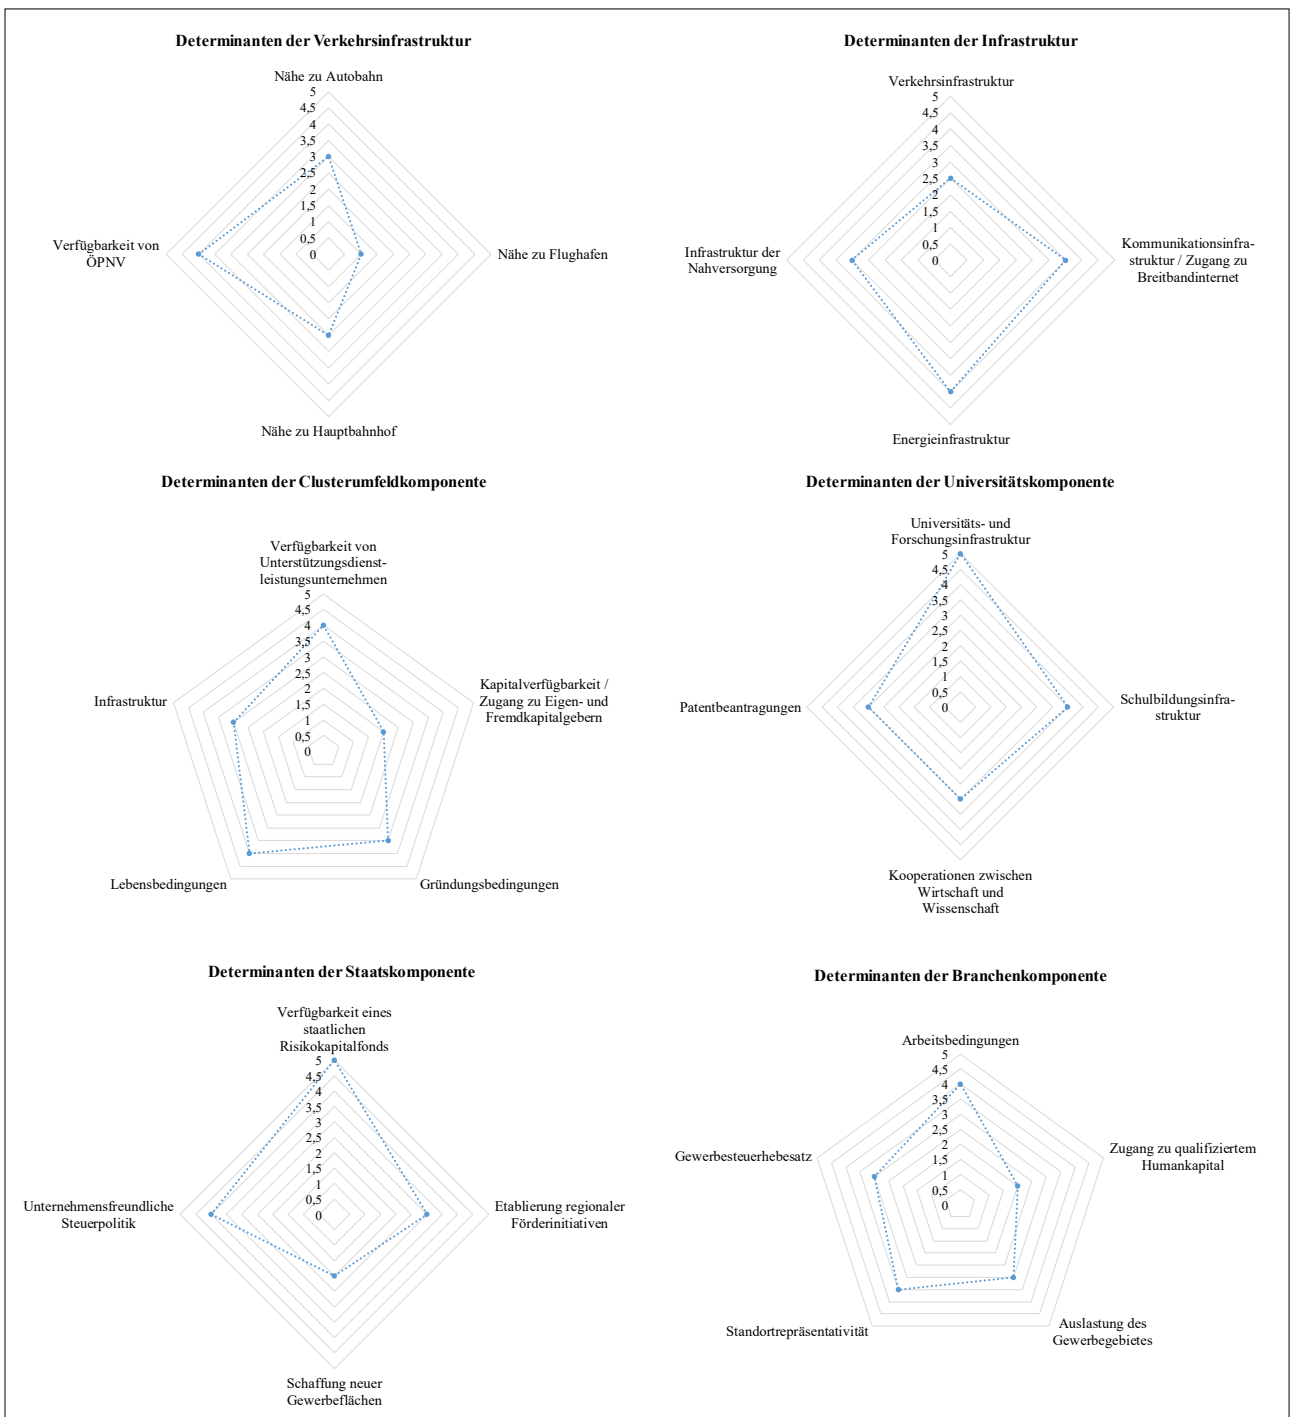 Determinanten der Verkehrsinfrastruktur
Nähe zu Autobahn
5
4,5
4
3,5
3
2,5
2
1,5
1
0,5
0
Nähe zu Flughafen
Nähe zu Hauptbahnhof
Verfügbarkeit von
ÖPNV
Determinanten der Infrastruktur
Verkehrsinfrastruktur
5
4,5
4
3,5
3
2,5
2
1,5
1
0,5
0
Kommunikationsinfra-
struktur / Zugang zu
Breitbandinternet
Energieinfrastruktur
Infrastruktur der
Nahversorgung
Determinanten der Clusterumfeldkomponente
Verfügbarkeit von
Unterstützungsdienst-
leistungsunternehmen
5
4,5
4
3,5
3
2,5
2
1,5
1
0,5
0
Kapitalverfügbarkeit /
Zugang zu Eigen- und
Fremdkapitalgebern
Gründungsbedingungen
Lebensbedingungen
Infrastruktur
Determinanten der Universitätskomponente
Universitäts- und
Forschungsinfrastruktur
5
4,5
4
3,5
3
2,5
2
1,5
1
0,5
0
Schulbildungsinfra-
struktur
Kooperationen zwischen
Wirtschaft und
Wissenschaft
Patentbeantragungen
Determinanten der Staatskomponente
Verfügbarkeit eines
staatlichen
Risikokapitalfonds
5
4,5
4
3,5
3
2,5
2
1,5
1
0,5
0
Etablierung regionaler
Förderinitiativen
Schaffung neuer
Gewerbeflächen
Unternehmensfreundliche
Steuerpolitik
Determinanten der Branchenkomponente
Arbeitsbedingungen
5
4,5
4
3,5
3
2,5
2
1,5
1
0,5
0
Zugang zu qualifiziertem
Humankapital
Auslastung des
Gewerbegebietes
Standortrepräsentativität
Gewerbesteuerhebesatz